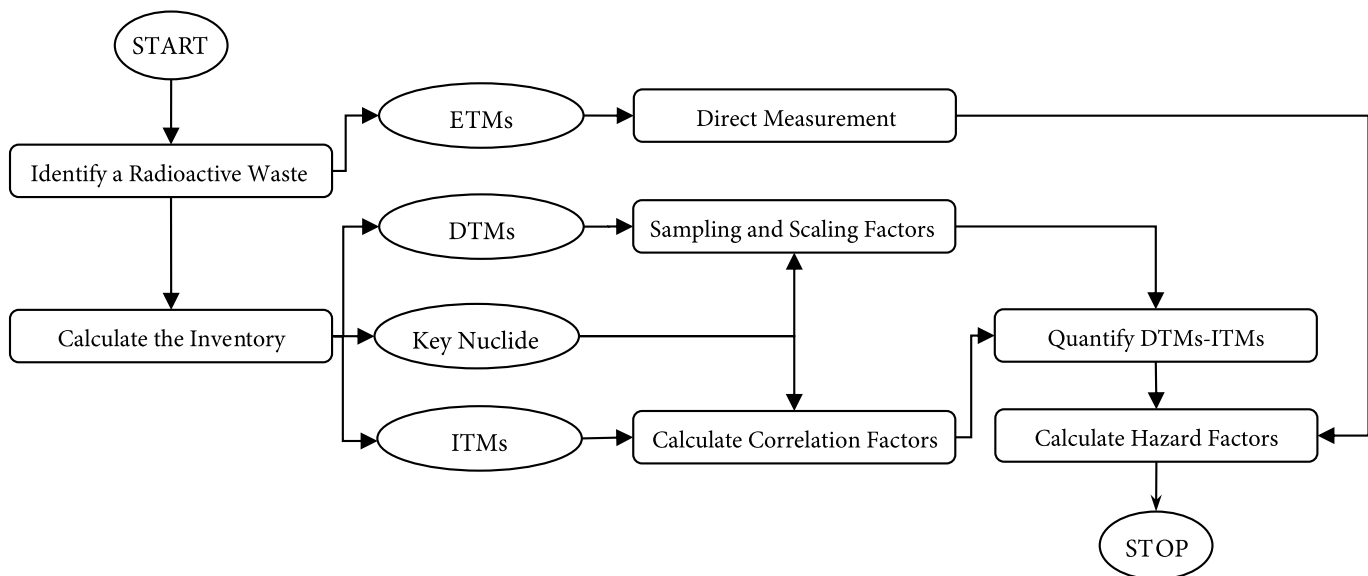 START
ETMs
Direct Measurement
Identify a Radioactive Waste
DTMs
Sampling and Scaling Factors
Calculate the Inventory
Key Nuclide
Quantify DTMs-ITMs
ITMs
Calculate Correlation Factors
Calculate Hazard Factors
STOP